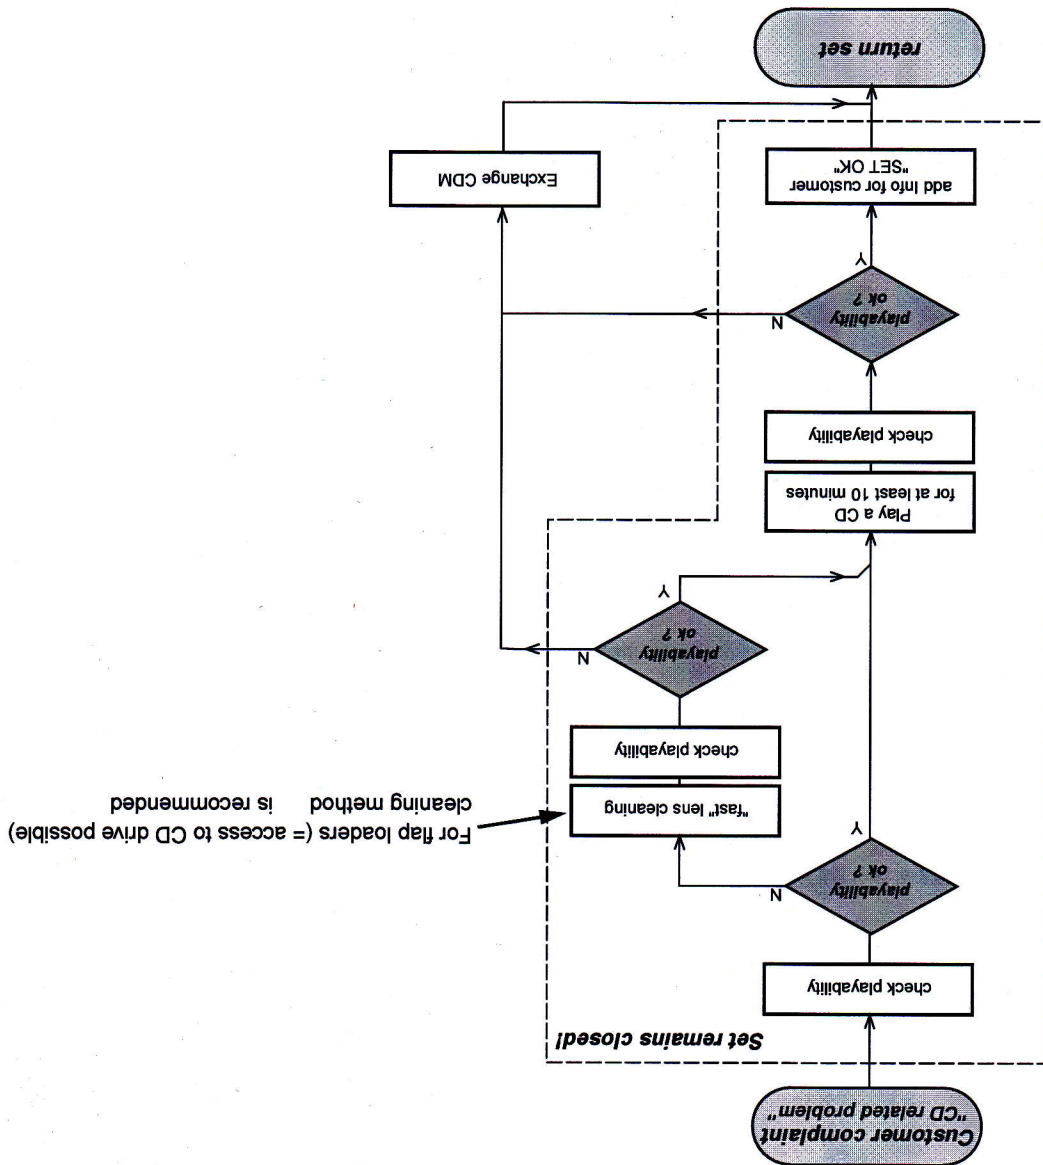 Customer complaint
"CD related problem"
Set remains closed!
check playability
playability
ok ?
N
Y
"fast" lens cleaning
For flap loaders (= access to CD drive possible)
cleaning method is recommended
check playability
playability
ok ?
N
Y
Play a CD
for at least 10 minutes
check playability
playability
ok ?
N
Y
add Info for customer
"SET OK"
Exchange CDM
return set